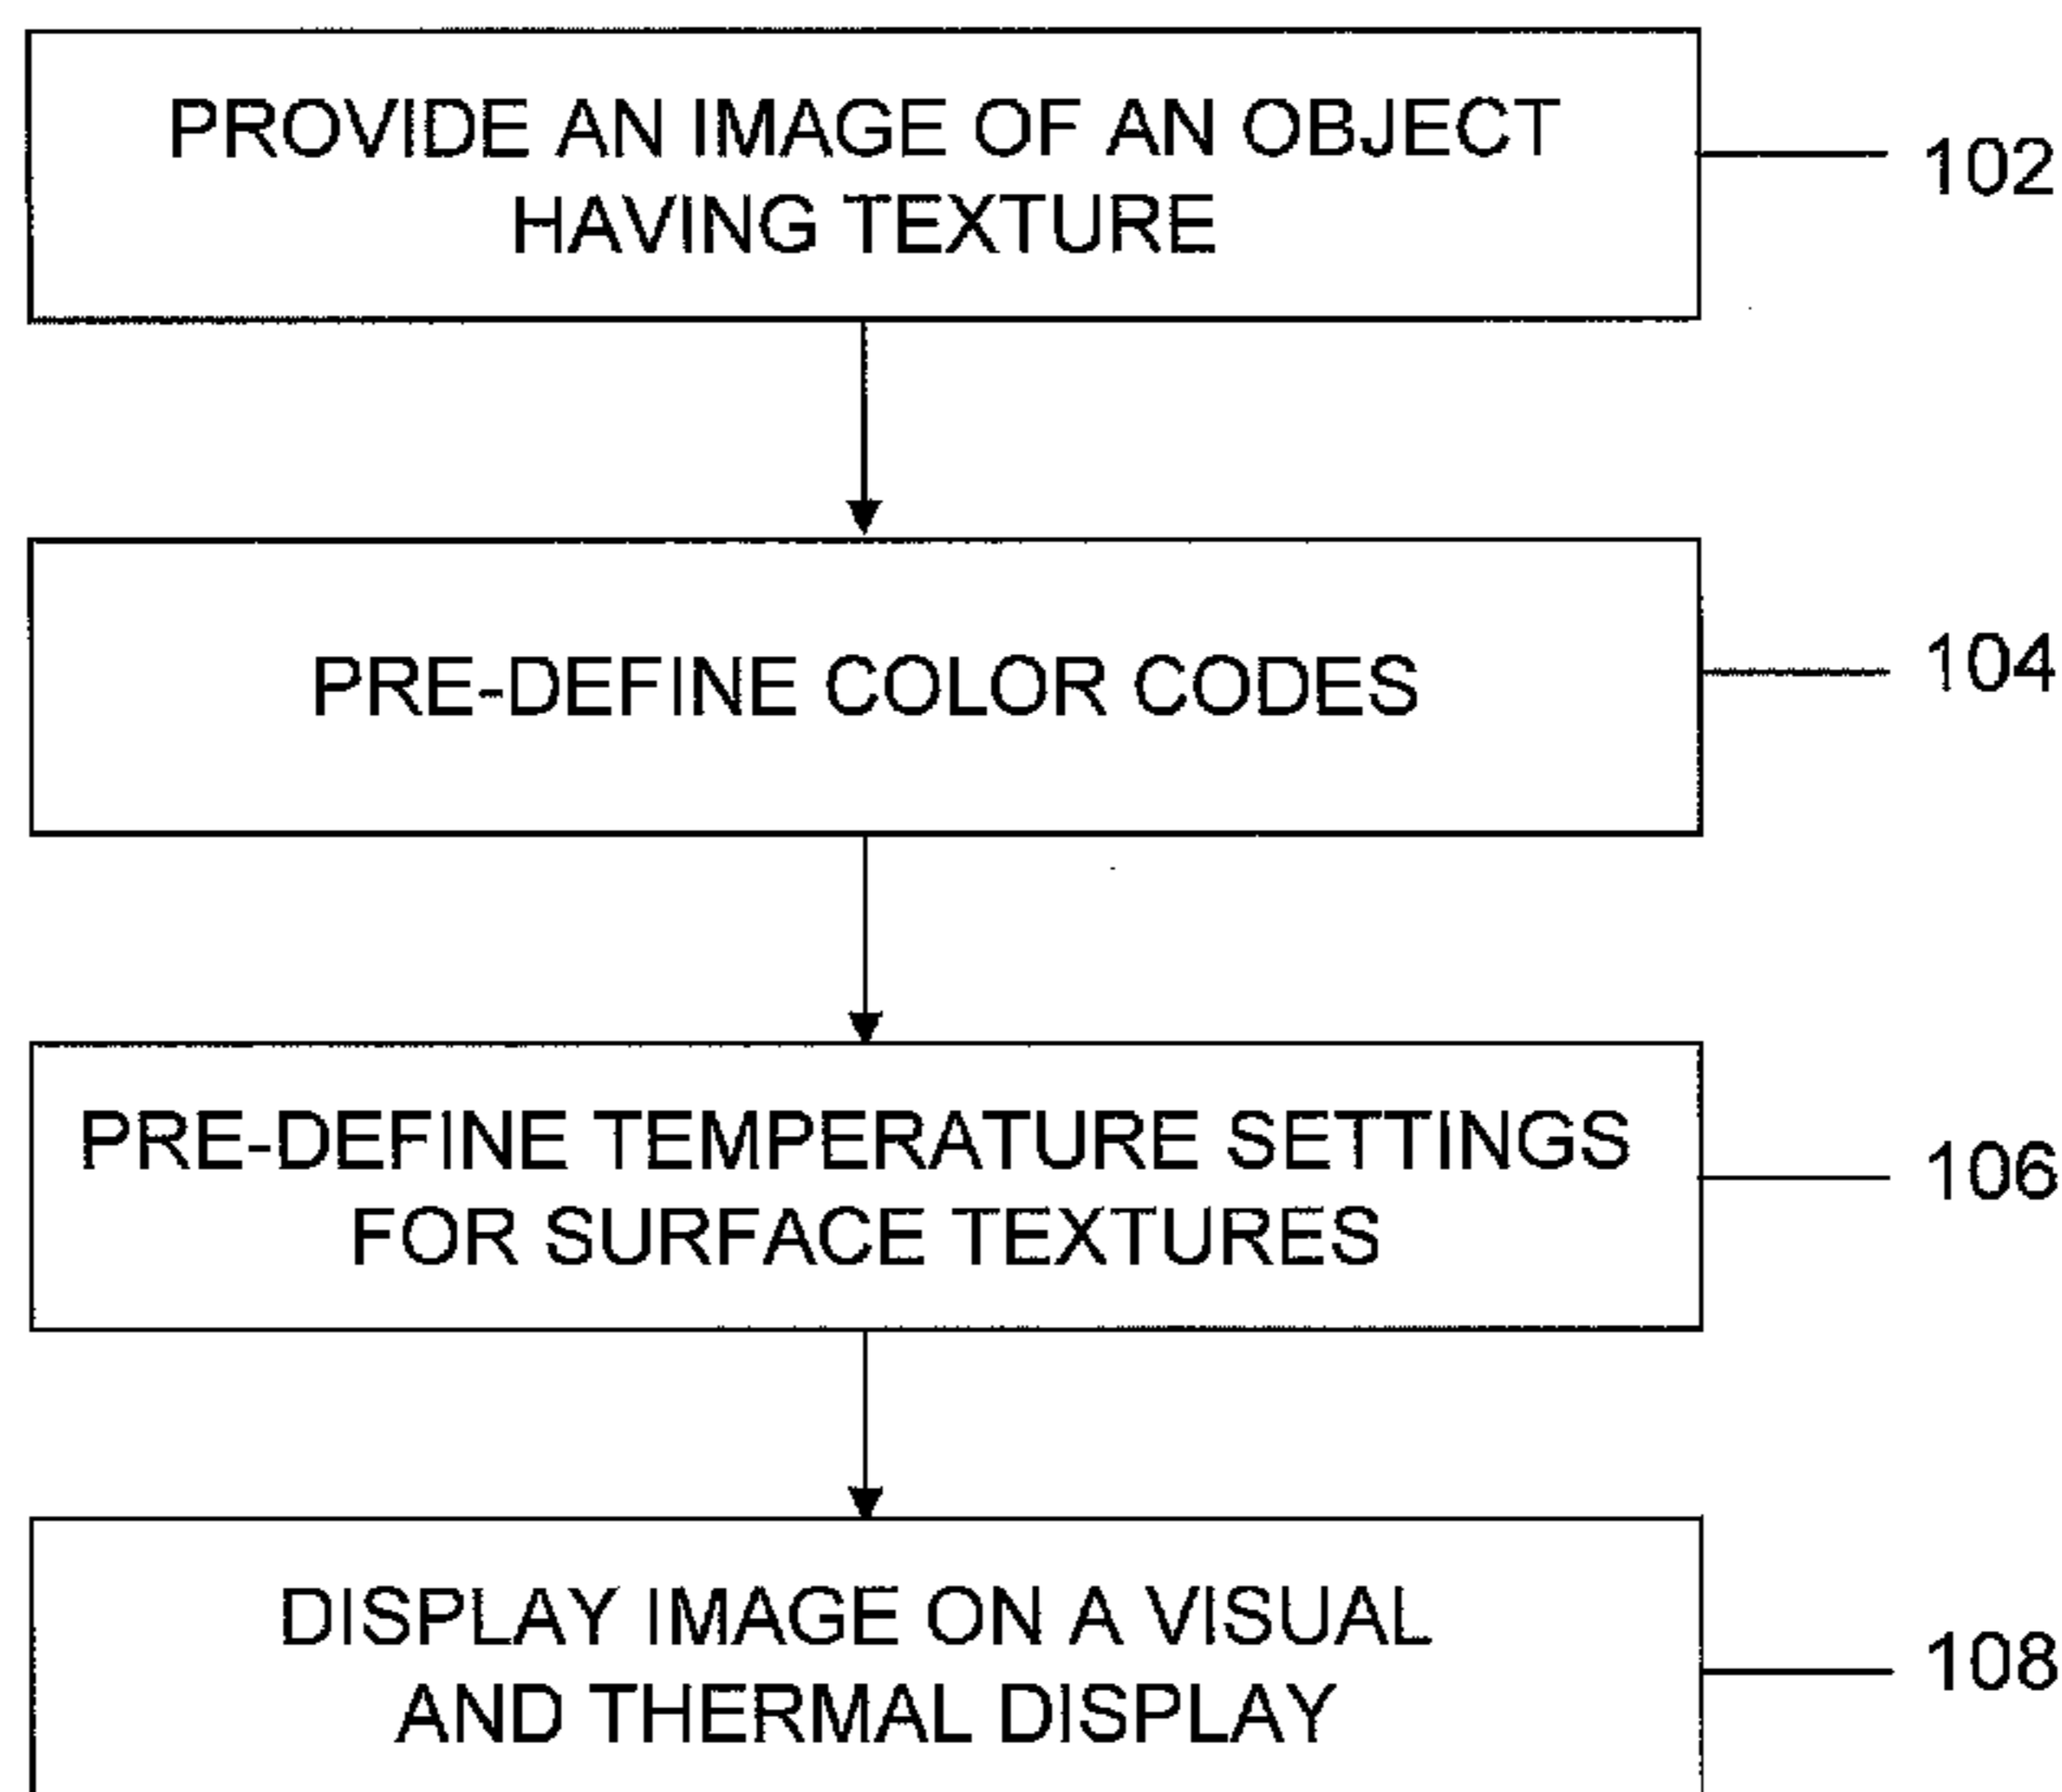 PROVIDE AN IMAGE OF AN OBJECT
HAVING TEXTURE
102
PRE-DEFINE COLOR CODES
104
PRE-DEFINE TEMPERATURE SETTINGS
FOR SURFACE TEXTURES
106
DISPLAY IMAGE ON A VISUAL
AND THERMAL DISPLAY
108